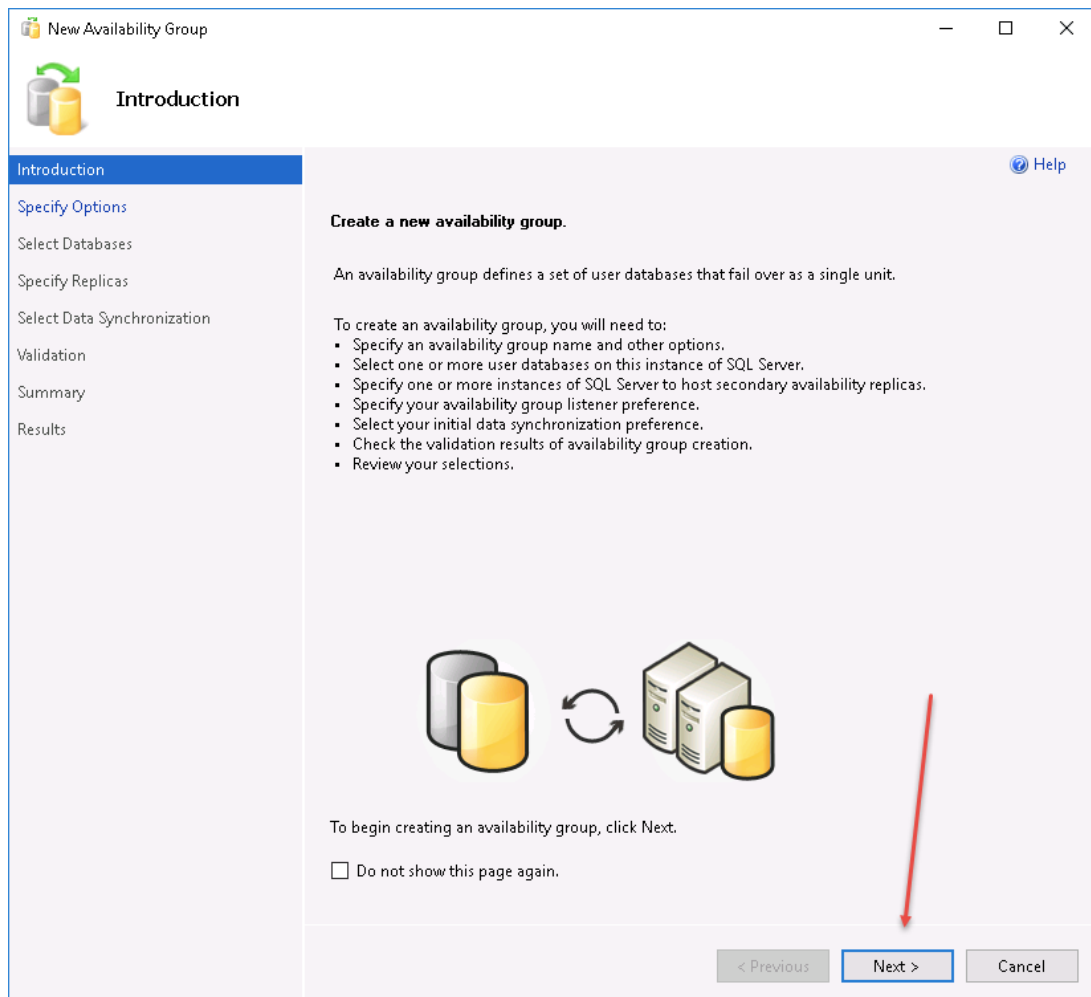 New Availability Group
Introduction
Introduction
Specify Options
Select Databases
Specify Replicas
Select Data Synchronization
Validation
Summary
Results
Help
Create a new availability group.
An availability group defines a set of user databases that fail over as a single unit.
To create an availability group, you will need to:
▪ Specify an availability group name and other options.
▪ Select one or more user databases on this instance of SQL Server.
▪ Specify one or more instances of SQL Server to host secondary availability replicas.
▪ Specify your availability group listener preference.
▪ Select your initial data synchronization preference.
▪ Check the validation results of availability group creation.
▪ Review your selections.
To begin creating an availability group, click Next.
Do not show this page again.
< Previous
Next >
Cancel